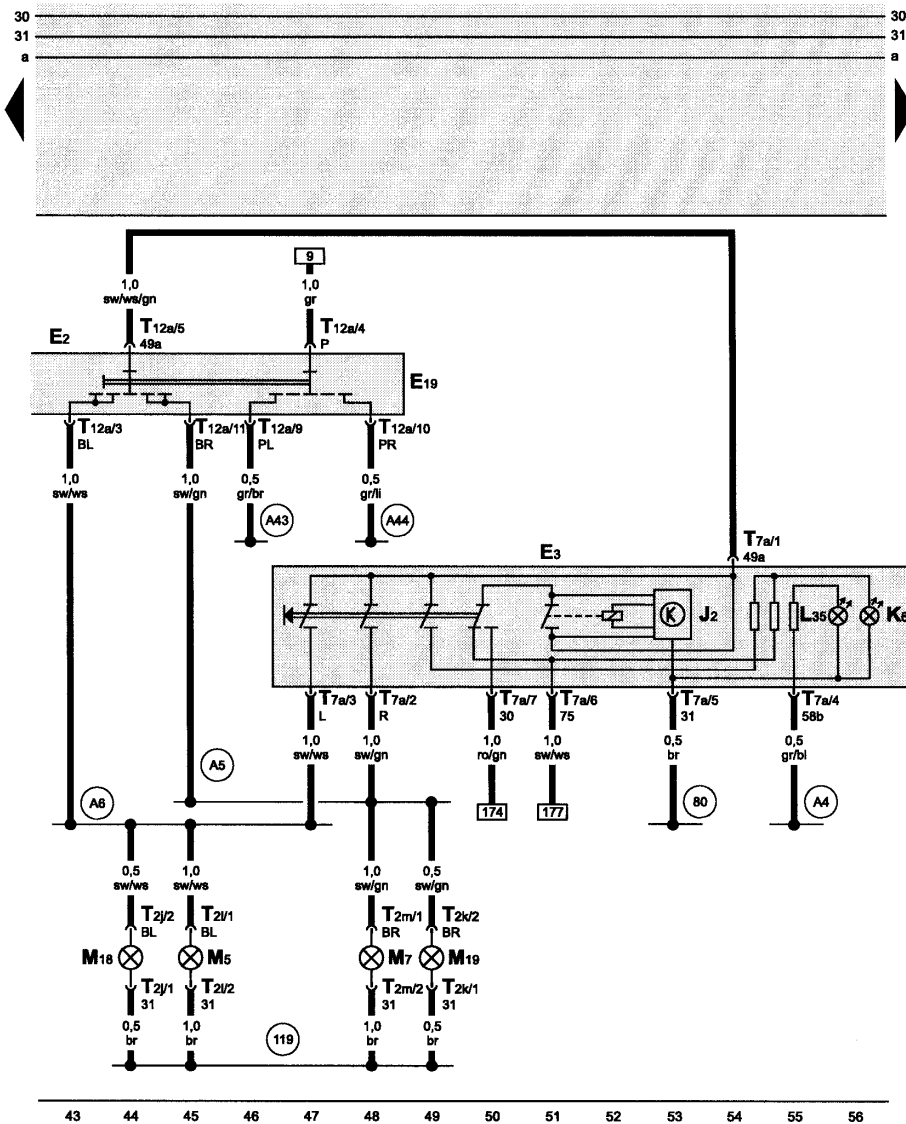 30 30
31 31
a a
9
1,0 1,0
sw/ws/gn gr
E2 T12a/5 T12a/4
49a P
E19
T12a/3 T12a/11 T12a/9 T12a/10
BL BR PL PR
1,0 1,0 0,5 0,5
sw/ws sw/gn gr/br gr/li
A43 A44
T7a/1
E3 49a
K J2 L35
T7a/3 T7a/2 T7a/7 T7a/6 T7a/5 T7a/4
L R 30 75 31 58b
1,0 1,0 1,0 1,0 0,5 0,5
sw/ws sw/gn ro/gn sw/ws br gr/bl
A5
A6 174 177 80 A4
0,5 1,0 1,0 0,5
sw/ws sw/ws sw/gn sw/gn
T2j/2 T2l/1 T2m/1 T2k/2
BL BL BR BR
M18 M5 M7 M19
T2j/1 T2l/2 T2m/2 T2k/1
31 31 31 31
0,5 1,0 1,0 0,5
br br 119 br br
43 44 45 46 47 48 49 50 51 52 53 54 55 56